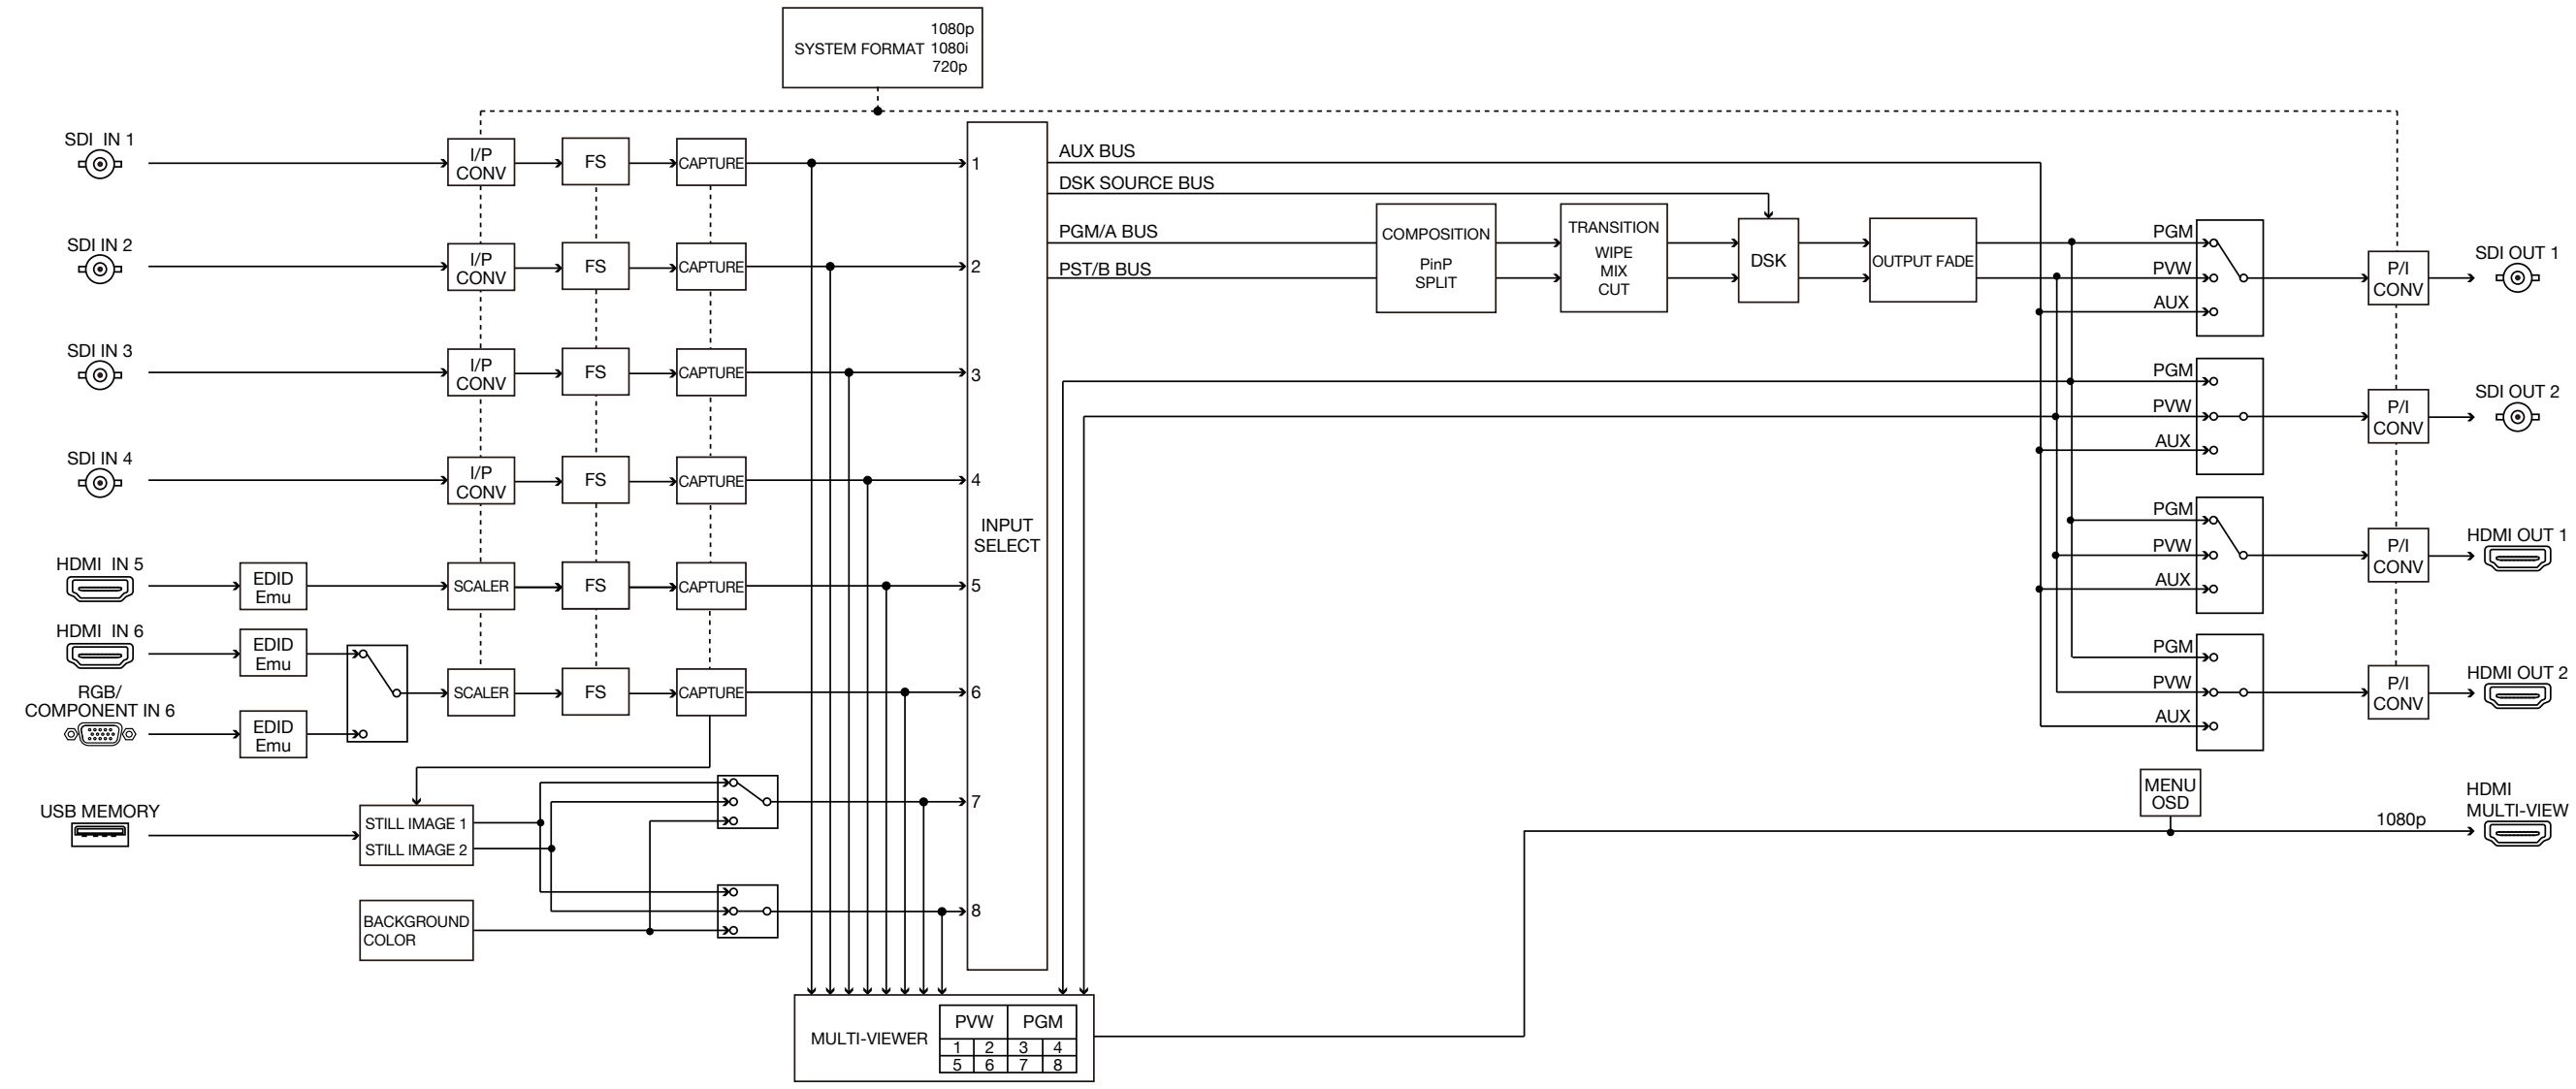 SYSTEM FORMAT
1080p
1080i
720p
SDI IN 1
I/P
CONV
FS
CAPTURE
1
AUX BUS
DSK SOURCE BUS
PGM/A BUS
PST/B BUS
COMPOSITION
PinP
SPLIT
TRANSITION
WIPE
MIX
CUT
DSK
OUTPUT FADE
PGM
PVW
AUX
P/I
CONV
SDI OUT 1
SDI IN 2
I/P
CONV
FS
CAPTURE
2
SDI IN 3
I/P
CONV
FS
CAPTURE
3
PGM
PVW
AUX
P/I
CONV
SDI OUT 2
SDI IN 4
I/P
CONV
FS
CAPTURE
4
INPUT
SELECT
PGM
PVW
AUX
P/I
CONV
HDMI OUT 1
HDMI IN 5
EDID
Emu
SCALER
FS
CAPTURE
5
HDMI IN 6
EDID
Emu
RGB/
COMPONENT IN 6
EDID
Emu
SCALER
FS
CAPTURE
6
PGM
PVW
AUX
P/I
CONV
HDMI OUT 2
USB MEMORY
STILL IMAGE 1
STILL IMAGE 2
7
BACKGROUND
COLOR
8
MENU
OSD
1080p
HDMI
MULTI-VIEW
MULTI-VIEWER
PVW PGM
1 2 3 4
5 6 7 8